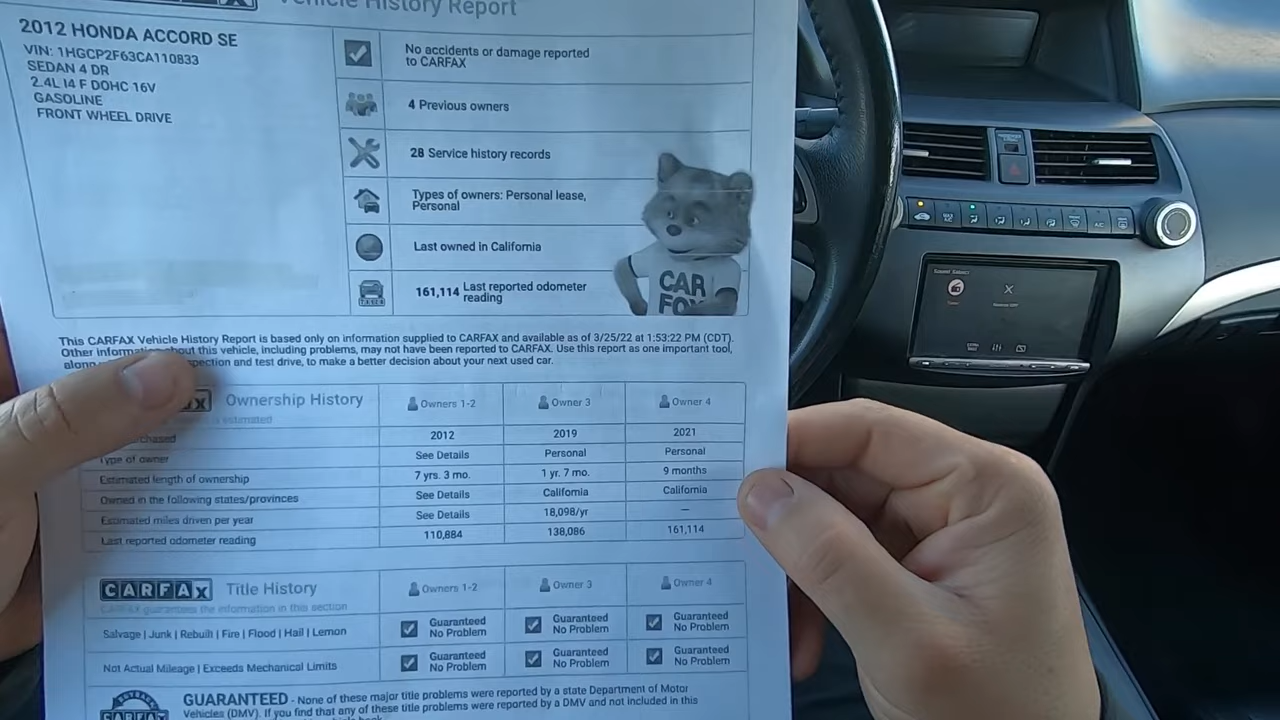 Vehicle History Report
2012 HONDA ACCORD SE
VIN: 1HGCP2F63CA110833
SEDAN 4 DR
2.4L I4 F DOHC 16V
GASOLINE
FRONT WHEEL DRIVE
No accidents or damage reported
to CARFAX
4 Previous owners
28 Service history records
Types of owners: Personal lease,
Personal
Last owned in California
161,114 Last reported odometer
reading
CAR
FOX
This CARFAX Vehicle History Report is based only on information supplied to CARFAX and available as of 3/25/22 at 1:53:22 PM (CDT).
Other information about this vehicle, including problems, may not have been reported to CARFAX. Use this report as one important tool,
along inspection and test drive, to make a better decision about your next used car.
Ownership History Owners 1-2 Owner 3 Owner 4
is estimated
chased 2012 2019 2021
Type of owner See Details Personal Personal
Estimated length of ownership 7 yrs. 3 mo. 1 yr. 7 mo. 9 months
Owned in the following states/provinces See Details California California
Estimated miles driven per year See Details 18,098/yr —
Last reported odometer reading 110,884 138,086 161,114
CARFAX Title History Owners 1-2 Owner 3 Owner 4
CARFAX guarantees the information in this section
Salvage | Junk | Rebuilt | Fire | Flood | Hail | Lemon Guaranteed No Problem Guaranteed No Problem Guaranteed No Problem
Not Actual Mileage | Exceeds Mechanical Limits Guaranteed No Problem Guaranteed No Problem Guaranteed No Problem
GUARANTEED - None of these major title problems were reported by a state Department of Motor
Vehicles (DMV). If you find that any of these title problems were reported by a DMV and not included in this
CARFAX
Sound Select
A/C